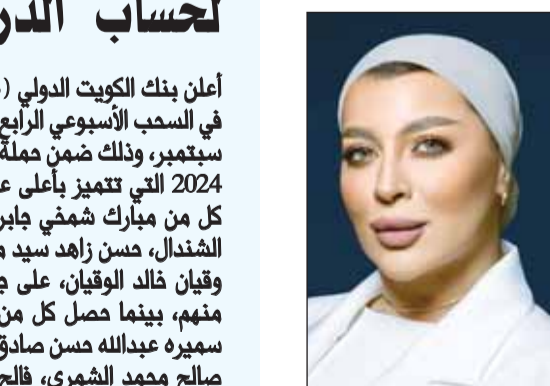 لحساب الدر
أعلن بنك الكويت الدولي (
في السحب الأسبوعي الرابع
سبتمبر، وذلك ضمن حملة
2024 التي تتميز بأعلى ع
كل من مبارك شمخي جابر
الشندال، حسن زاهد سيد م
وقيان خالد الوقيان، على ج
منهم، بينما حصل كل من
سميره عبدالله حسن صادق
صالح محمد الشمري، فالح